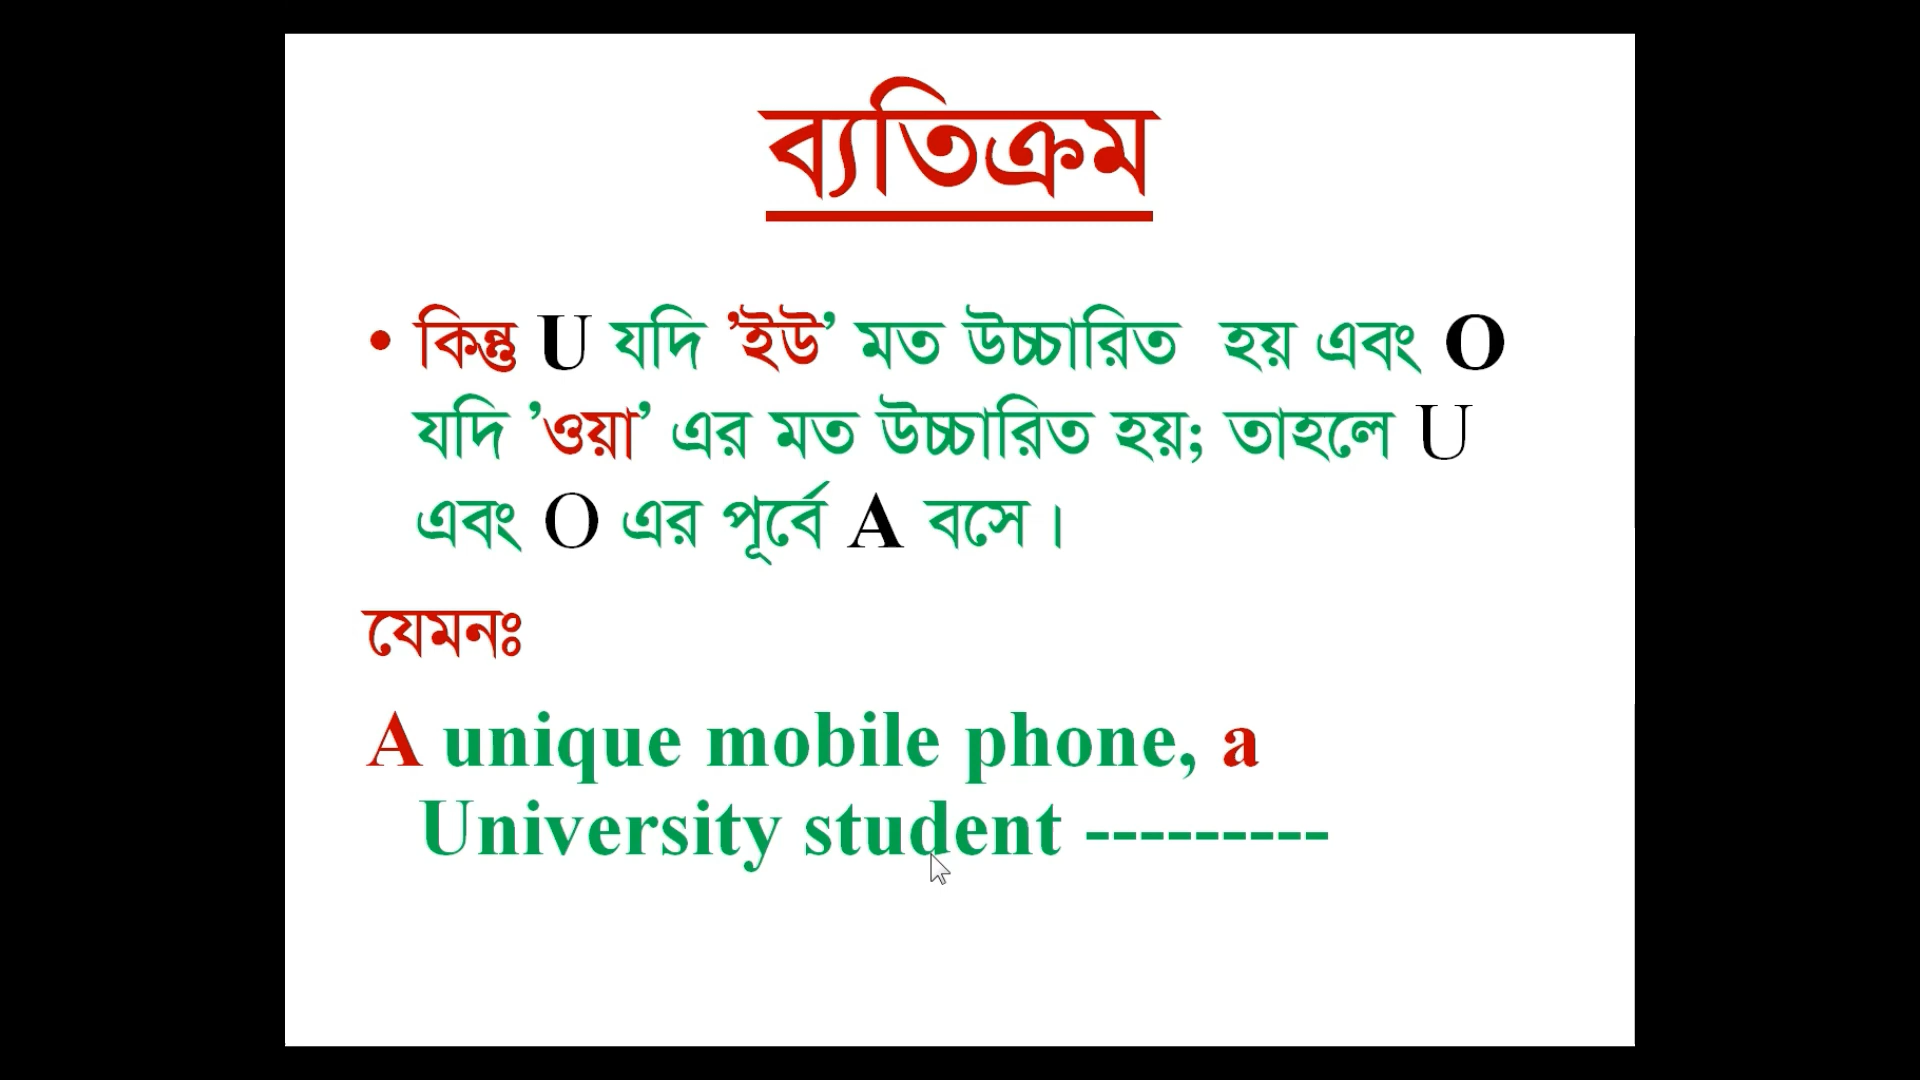 ব্যতিক্রম
• কিন্তু U যদি ’ইউ’ মত উচ্চারিত হয় এবং O
যদি ’ওয়া’ এর মত উচ্চারিত হয়; তাহলে U
এবং O এর পূর্বে A বসে।
যেমনঃ
A unique mobile phone, a
University student ---------